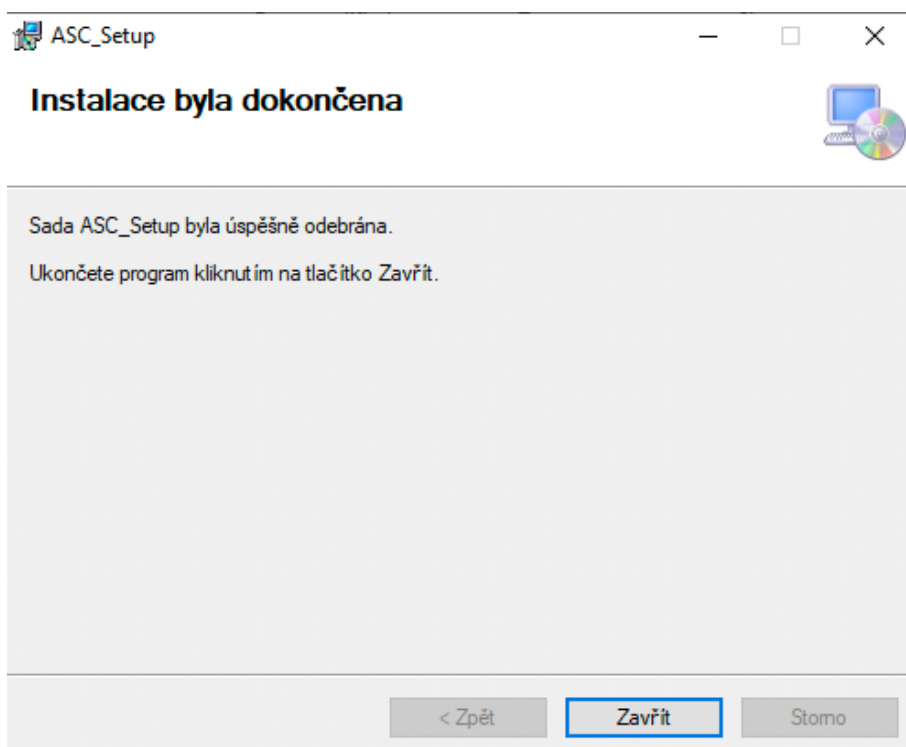 ASC_Setup
Instalace byla dokončena
Sada ASC_Setup byla úspěšně odebrána.
Ukončete program kliknutím na tlačítko Zavřít.
< Zpět
Zavřít
Storno